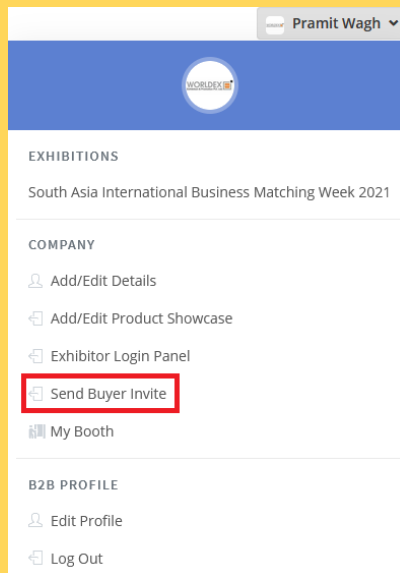 Pramit Wagh
WORLDEX
EXHIBITIONS
South Asia International Business Matching Week 2021
COMPANY
Add/Edit Details
Add/Edit Product Showcase
Exhibitor Login Panel
Send Buyer Invite
My Booth
B2B PROFILE
Edit Profile
Log Out